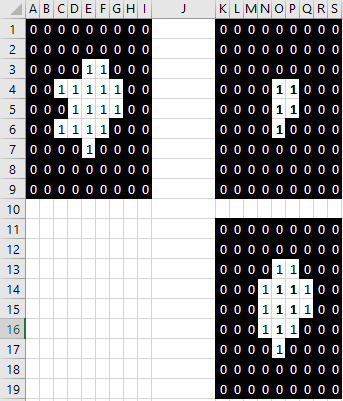 A B C D E F G H I J K L M N O P Q R S
1 0 0 0 0 0 0 0 0 0 0 0 0 0 0 0 0 0 0
2 0 0 0 0 0 0 0 0 0 0 0 0 0 0 0 0 0 0
3 0 0 0 0 1 1 0 0 0 0 0 0 0 0 0 0 0 0
4 0 0 1 1 1 1 1 0 0 0 0 0 0 1 1 0 0 0
5 0 0 0 1 1 1 1 0 0 0 0 0 0 1 1 0 0 0
6 0 0 1 1 1 1 0 0 0 0 0 0 0 1 0 0 0 0
7 0 0 0 0 1 0 0 0 0 0 0 0 0 0 0 0 0 0
8 0 0 0 0 0 0 0 0 0 0 0 0 0 0 0 0 0 0
9 0 0 0 0 0 0 0 0 0 0 0 0 0 0 0 0 0 0
10
11 0 0 0 0 0 0 0 0 0
12 0 0 0 0 0 0 0 0 0
13 0 0 0 0 1 1 0 0 0
14 0 0 0 1 1 1 1 0 0
15 0 0 0 1 1 1 1 0 0
16 0 0 0 1 1 1 0 0 0
17 0 0 0 0 1 0 0 0 0
18 0 0 0 0 0 0 0 0 0
19 0 0 0 0 0 0 0 0 0